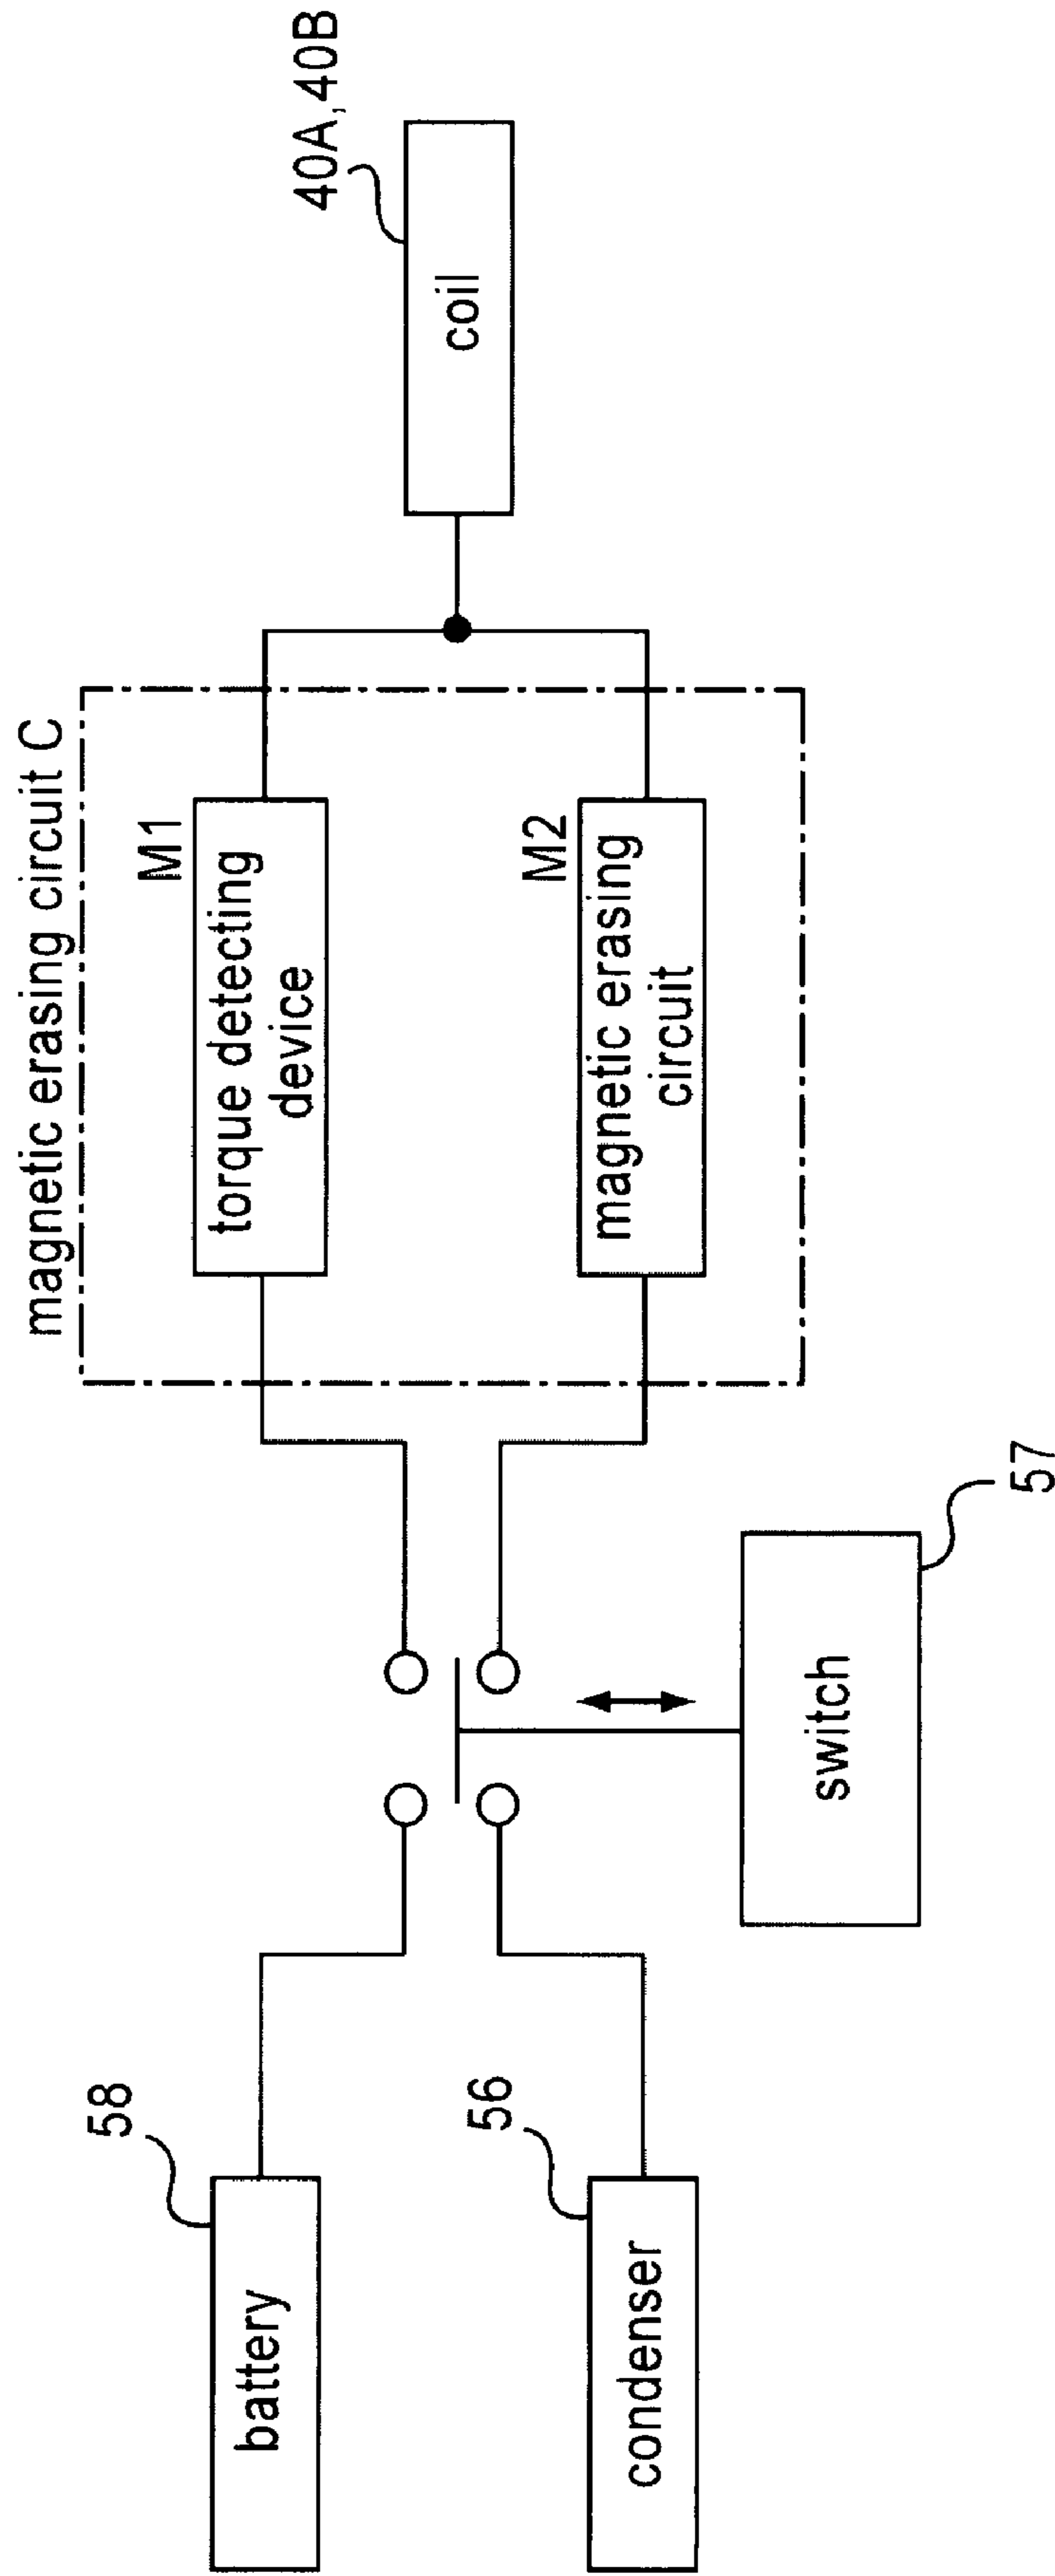 magnetic erasing circuit C
58
battery
56
condenser
switch
57
M1
torque detecting
device
M2
magnetic erasing
circuit
40A, 40B
coil